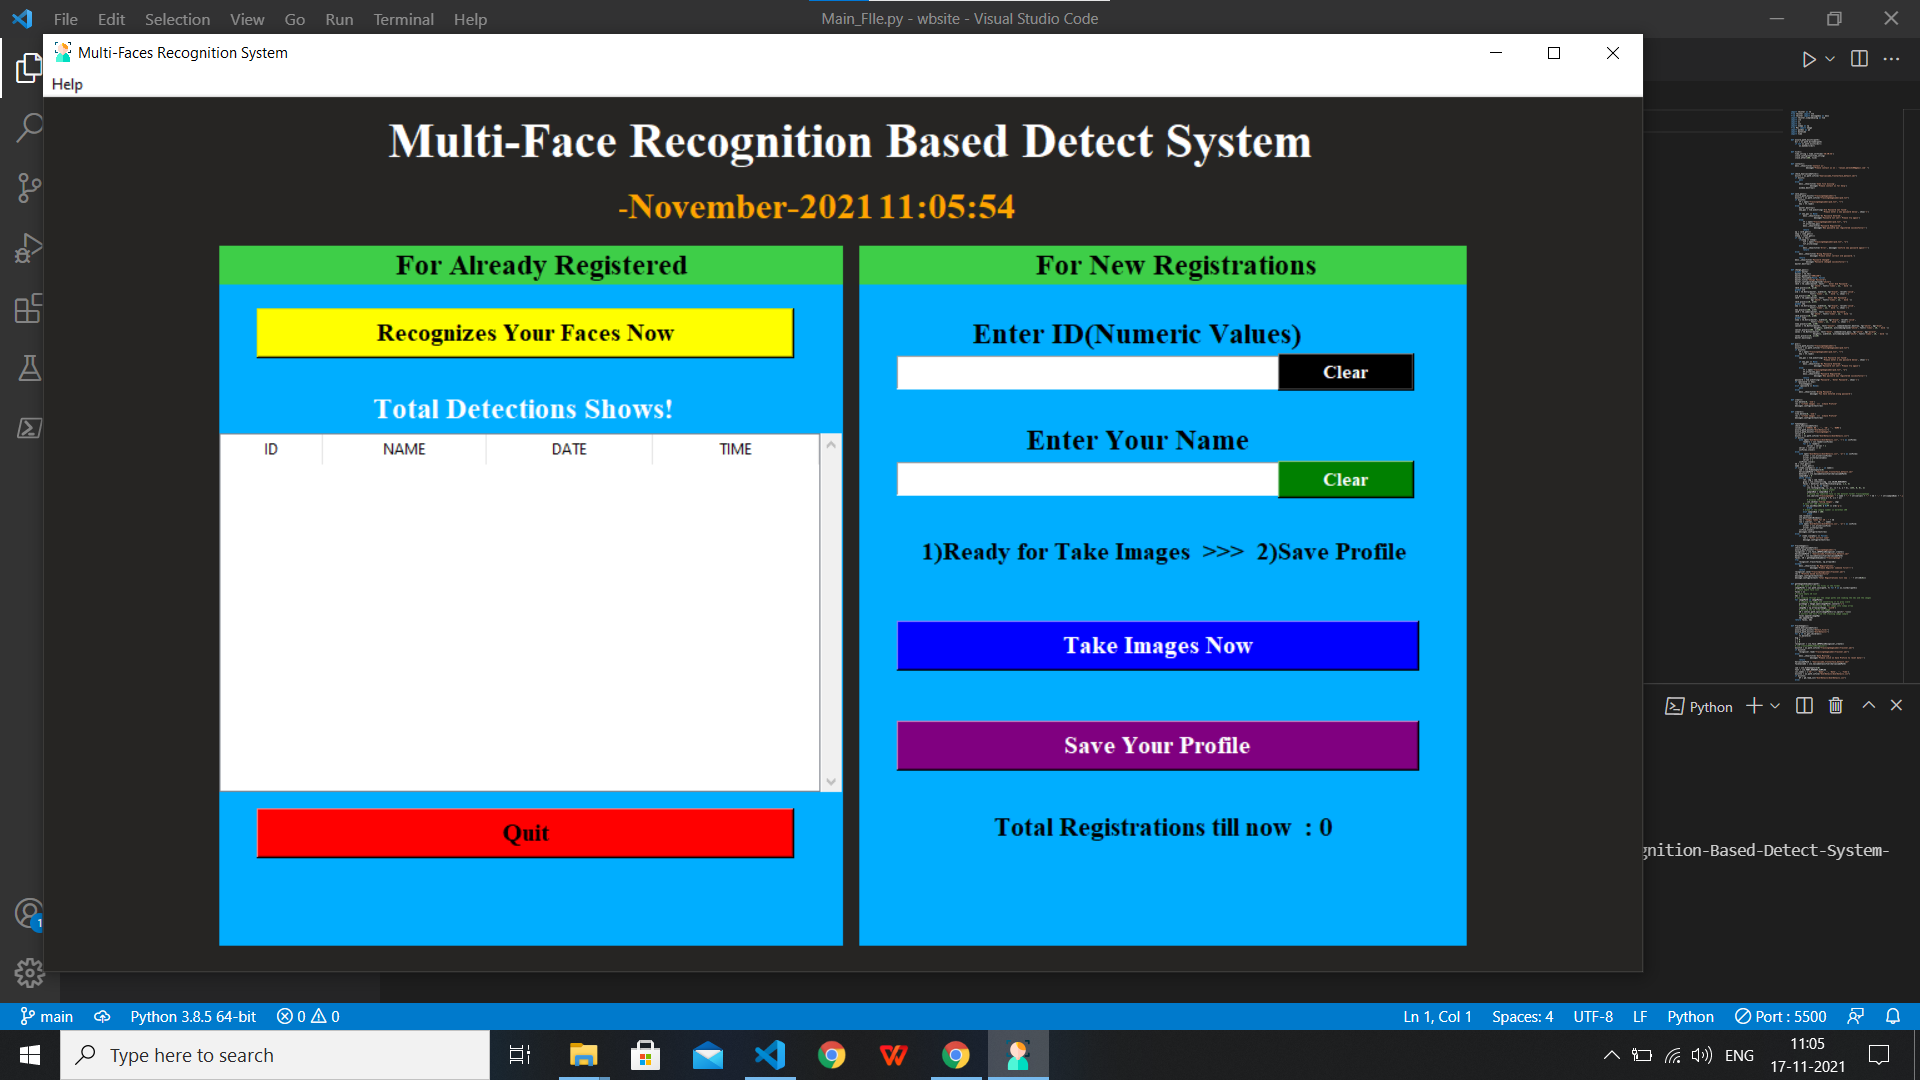 File Edit Selection View Go Run Terminal Help
Main_FIle.py - wbsite - Visual Studio Code
Multi-Faces Recognition System
Help
Multi-Face Recognition Based Detect System
-November-2021 11:05:54
For Already Registered
Recognizes Your Faces Now
Total Detections Shows!
ID NAME DATE TIME
Quit
For New Registrations
Enter ID(Numeric Values)
Clear
Enter Your Name
Clear
1)Ready for Take Images >>> 2)Save Profile
Take Images Now
Save Your Profile
Total Registrations till now : 0
Python
gnition-Based-Detect-System-
1
main Python 3.8.5 64-bit 0 0
Ln 1, Col 1 Spaces: 4 UTF-8 LF Python Port : 5500
Type here to search
ENG
11:05
17-11-2021